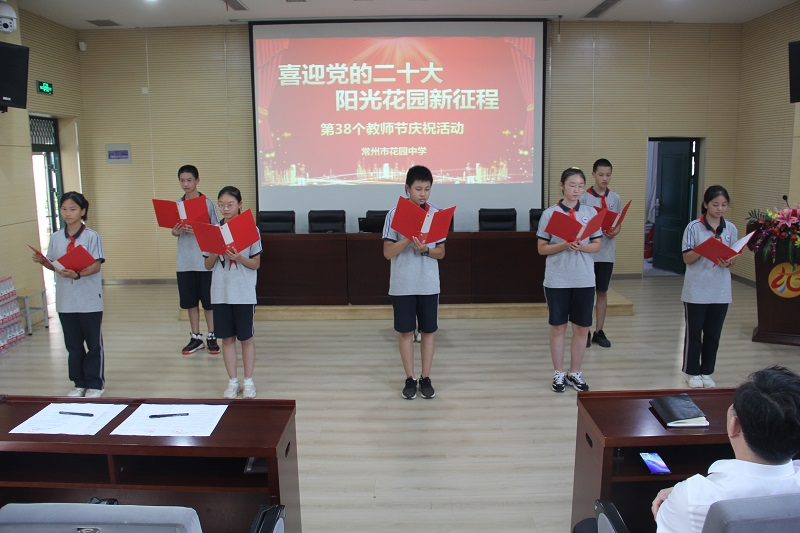 喜迎党的二十大
阳光花园新征程
第38个教师节庆祝活动
常州市花园中学